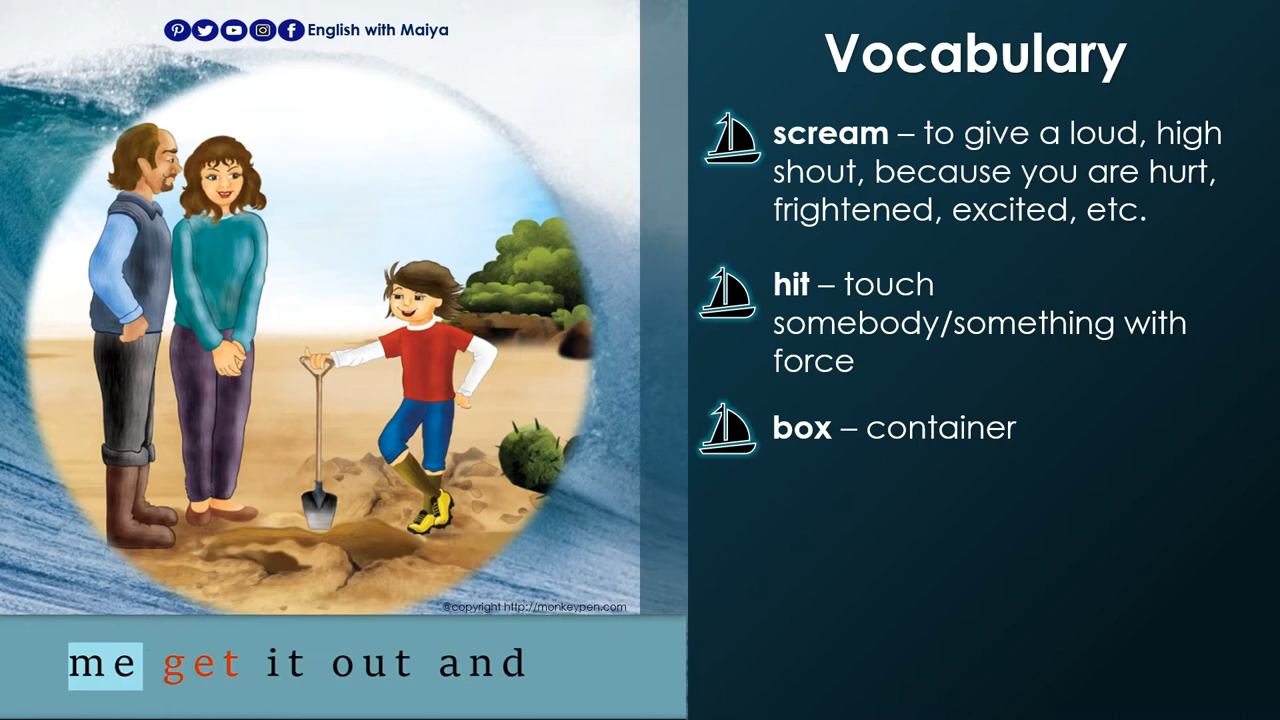 English with Maiya
©copyright http://monkeypen.com
me get it out and
Vocabulary
scream – to give a loud, high
shout, because you are hurt,
frightened, excited, etc.
hit – touch
somebody/something with
force
box – container